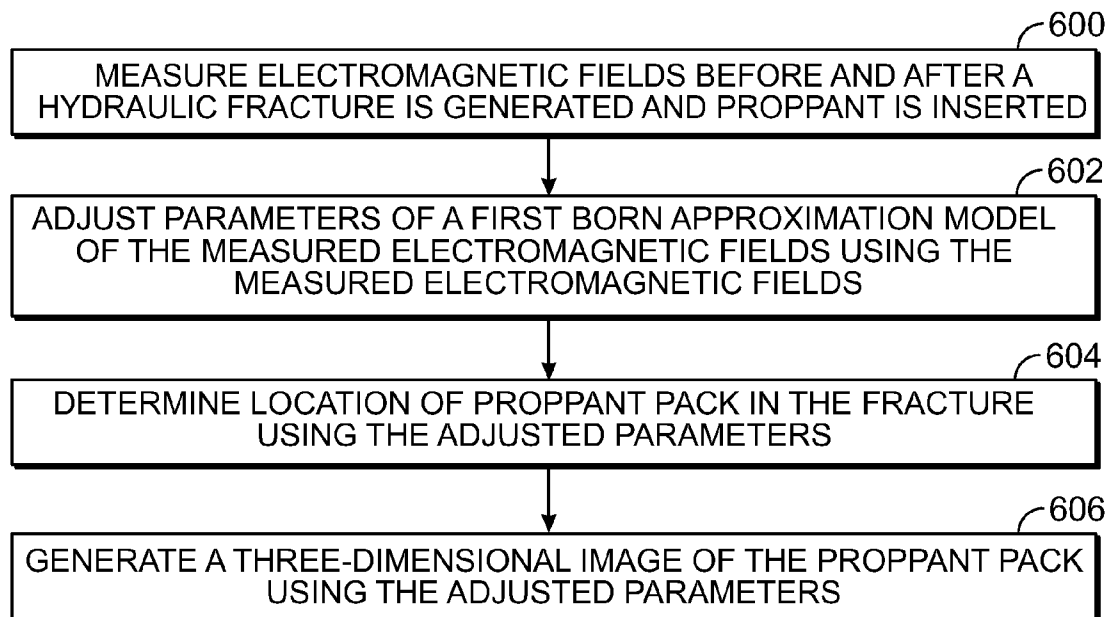 600
MEASURE ELECTROMAGNETIC FIELDS BEFORE AND AFTER A
HYDRAULIC FRACTURE IS GENERATED AND PROPPANT IS INSERTED
602
ADJUST PARAMETERS OF A FIRST BORN APPROXIMATION MODEL
OF THE MEASURED ELECTROMAGNETIC FIELDS USING THE
MEASURED ELECTROMAGNETIC FIELDS
604
DETERMINE LOCATION OF PROPPANT PACK IN THE FRACTURE
USING THE ADJUSTED PARAMETERS
606
GENERATE A THREE-DIMENSIONAL IMAGE OF THE PROPPANT PACK
USING THE ADJUSTED PARAMETERS